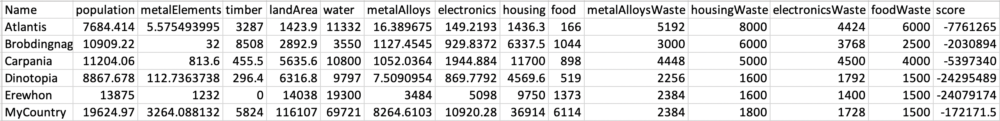 Name population metalElements timber landArea water metalAlloys electronics housing food metalAlloysWaste housingWaste electronicsWaste foodWaste score
Atlantis 7684.414 5.575493995 3287 1423.9 11332 16.389675 149.2193 1436.3 166 5192 8000 4424 6000 -7761265
Brobdingnag 10909.22 32 8508 2892.9 3550 1127.4545 929.8372 6337.5 1044 3000 6000 3768 2500 -2030894
Carpania 11204.06 813.6 455.5 5635.6 10800 1052.0364 1944.884 11700 898 4448 5000 4500 4000 -5397340
Dinotopia 8867.678 112.7363738 296.4 6316.8 9797 7.5090954 869.7792 4569.6 519 2256 1600 1792 1500 -24295489
Erewhon 13875 1232 0 14038 19300 3484 5098 9750 1373 2384 1600 1400 1500 -24079174
MyCountry 19624.97 3264.088132 5824 116107 69721 8264.6103 10920.28 36914 6114 2384 1800 1728 1500 -172171.5